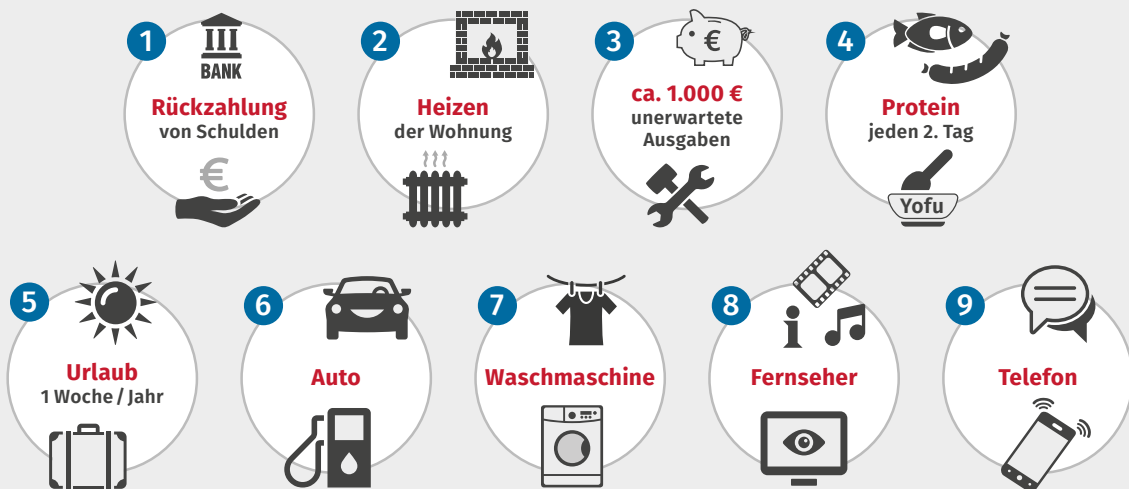 1
BANK
Rückzahlung
von Schulden
€
2
Heizen
der Wohnung
3
€
ca. 1.000 €
unerwartete
Ausgaben
4
Protein
jeden 2. Tag
Yofu
5
Urlaub
1 Woche / Jahr
6
Auto
7
Waschmaschine
8
i
Fernseher
9
Telefon